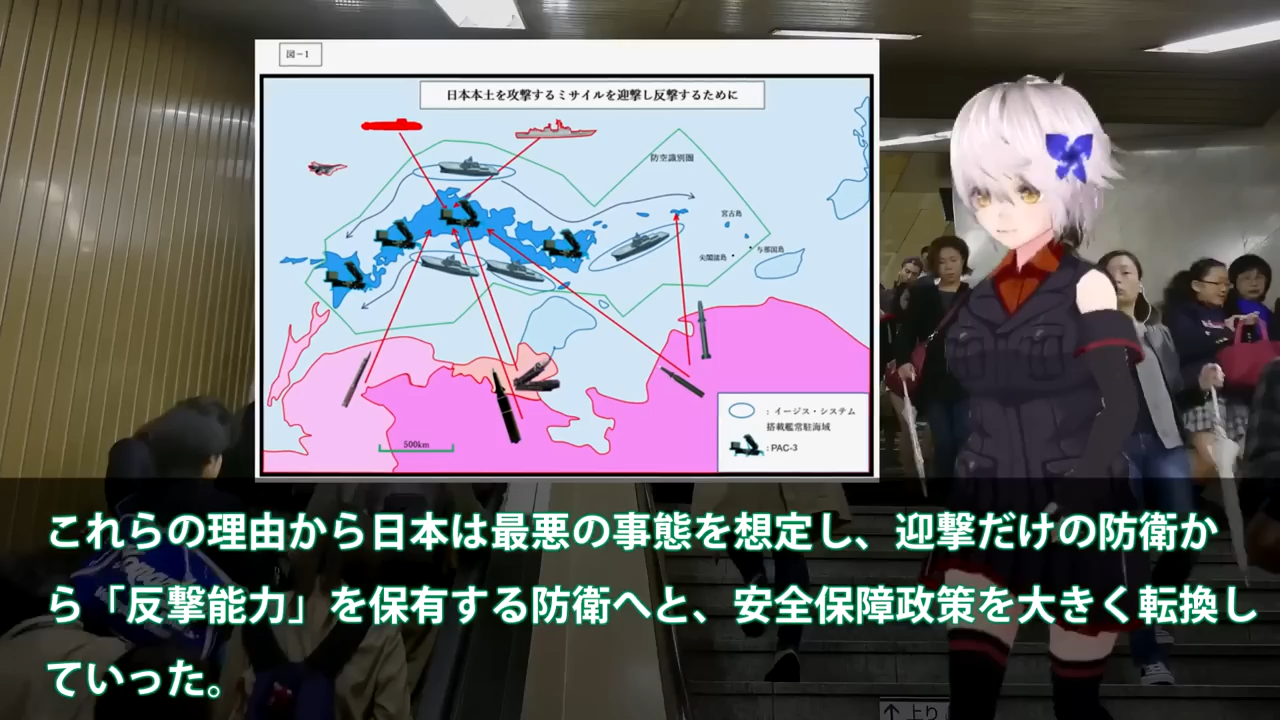 図－1
日本本土を攻撃するミサイルを迎撃し反撃するために
防空識別圏
宮古島
与那国島
尖閣諸島
500km
：イージス・システム
搭載艦常駐海域
：PAC-3
これらの理由から日本は最悪の事態を想定し、迎撃だけの防衛か
ら「反撃能力」を保有する防衛へと、安全保障政策を大きく転換し
ていった。
↑上り